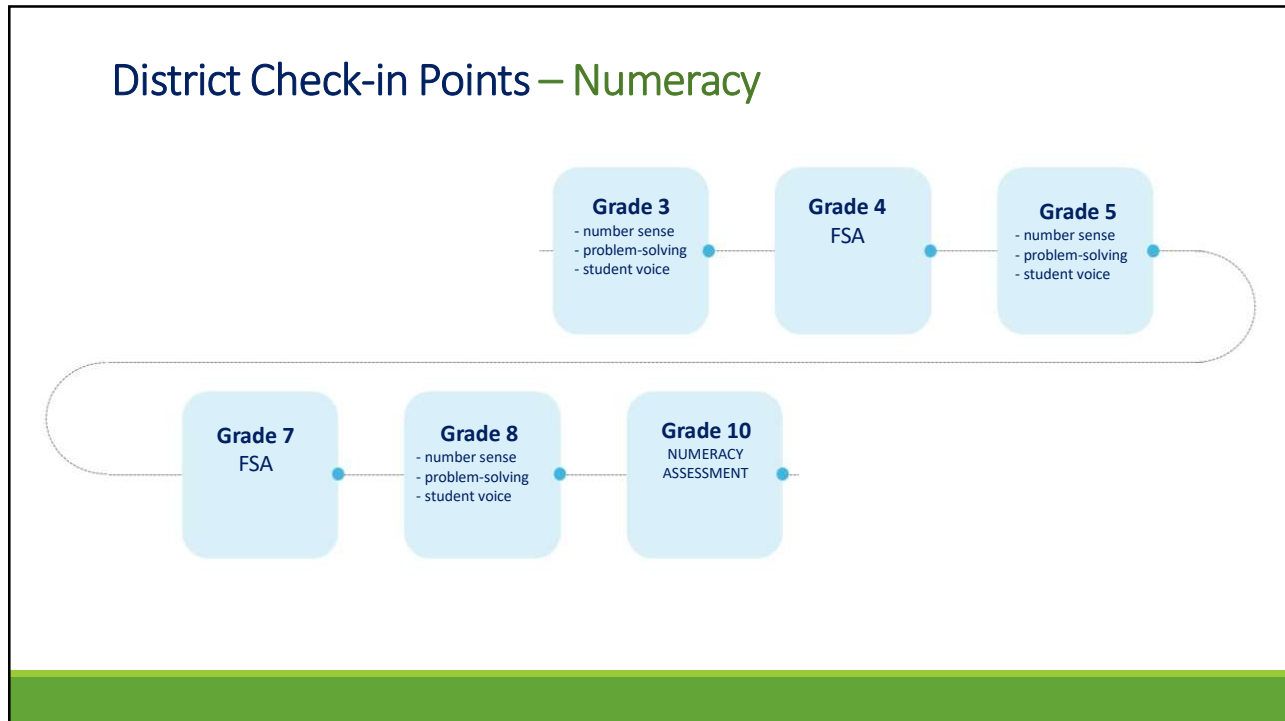 District Check-in Points – Numeracy
Grade 3
- number sense
- problem-solving
- student voice
Grade 4
FSA
Grade 5
- number sense
- problem-solving
- student voice
Grade 7
FSA
Grade 8
- number sense
- problem-solving
- student voice
Grade 10
NUMERACY
ASSESSMENT